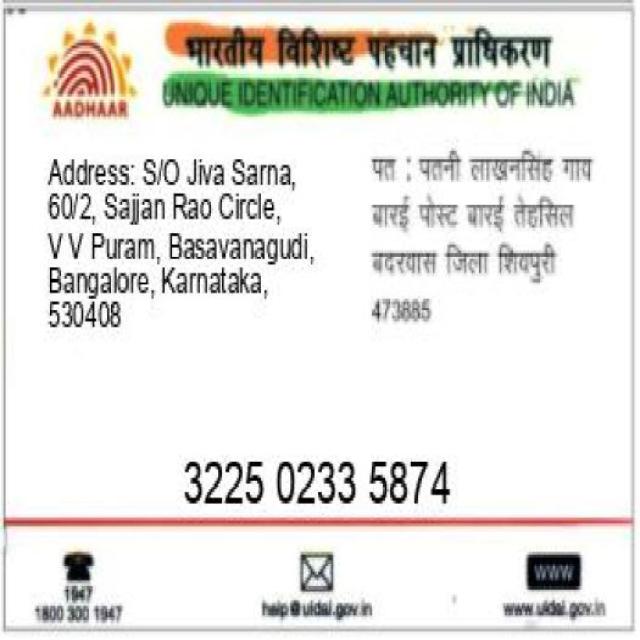 भारतीय विशिष्ट पहचान प्राधिकरण
AADHAAR
UNIQUE IDENTIFICATION AUTHORITY OF INDIA
Address: S/O Jiva Sarna,
60/2, Sajjan Rao Circle,
V V Puram, Basavanagudi,
Bangalore, Karnataka,
530408
पत : पतनी लाखनसिंह गाव
बारई पोस्ट बारई तेहसिल
बदरवास जिला शिवपुरी
473885
3225 0233 5874
1947
1800 300 1947
help@uidai.gov.in
WWW
www.uidai.gov.in